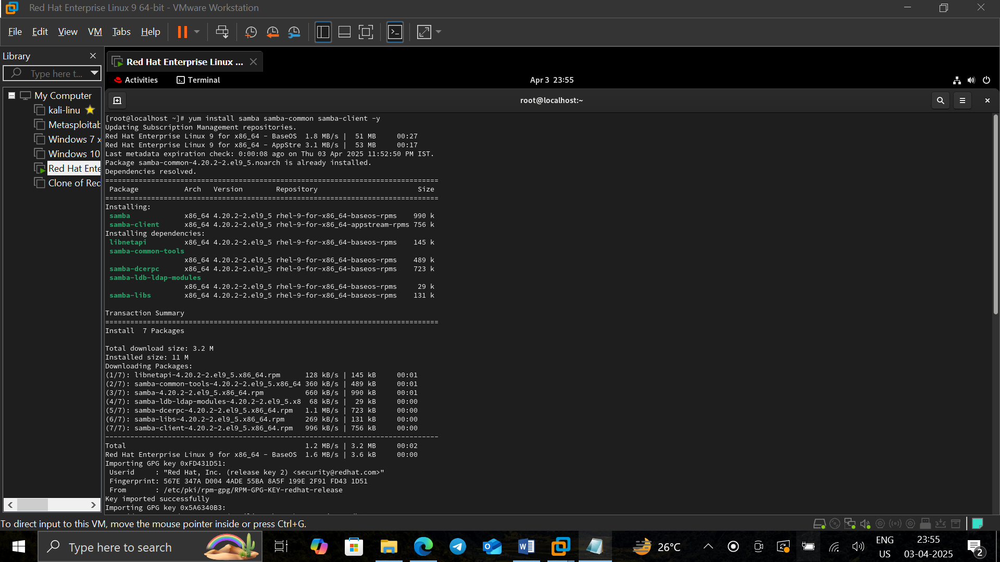 Red Hat Enterprise Linux 9 64-bit - VMware Workstation
File Edit View VM Tabs Help
Library
Type here t...
My Computer
kali-linu
Metasploitab
Windows 7 x
Windows 10
Red Hat Ente
Clone of Rec
Red Hat Enterprise Linux ...
Activities Terminal Apr 3 23:55
root@localhost:~
[root@localhost ~]# yum install samba samba-common samba-client -y
Updating Subscription Management repositories.
Red Hat Enterprise Linux 9 for x86_64 - BaseOS 1.8 MB/s | 51 MB 00:27
Red Hat Enterprise Linux 9 for x86_64 - AppStre 3.1 MB/s | 53 MB 00:17
Last metadata expiration check: 0:00:08 ago on Thu 03 Apr 2025 11:52:50 PM IST.
Package samba-common-4.20.2-2.el9_5.noarch is already installed.
Dependencies resolved.
================================================================================
Package Arch Version Repository Size
================================================================================
Installing:
samba x86_64 4.20.2-2.el9_5 rhel-9-for-x86_64-baseos-rpms 990 k
samba-client x86_64 4.20.2-2.el9_5 rhel-9-for-x86_64-appstream-rpms 756 k
Installing dependencies:
libnetapi x86_64 4.20.2-2.el9_5 rhel-9-for-x86_64-baseos-rpms 145 k
samba-common-tools
x86_64 4.20.2-2.el9_5 rhel-9-for-x86_64-baseos-rpms 489 k
samba-dcerpc x86_64 4.20.2-2.el9_5 rhel-9-for-x86_64-baseos-rpms 723 k
samba-ldb-ldap-modules
x86_64 4.20.2-2.el9_5 rhel-9-for-x86_64-baseos-rpms 29 k
samba-libs x86_64 4.20.2-2.el9_5 rhel-9-for-x86_64-baseos-rpms 131 k
Transaction Summary
================================================================================
Install 7 Packages
Total download size: 3.2 M
Installed size: 11 M
Downloading Packages:
(1/7): libnetapi-4.20.2-2.el9_5.x86_64.rpm 128 kB/s | 145 kB 00:01
(2/7): samba-common-tools-4.20.2-2.el9_5.x86_64 360 kB/s | 489 kB 00:01
(3/7): samba-4.20.2-2.el9_5.x86_64.rpm 660 kB/s | 990 kB 00:01
(4/7): samba-ldb-ldap-modules-4.20.2-2.el9_5.x8 68 kB/s | 29 kB 00:00
(5/7): samba-dcerpc-4.20.2-2.el9_5.x86_64.rpm 1.1 MB/s | 723 kB 00:00
(6/7): samba-libs-4.20.2-2.el9_5.x86_64.rpm 269 kB/s | 131 kB 00:00
(7/7): samba-client-4.20.2-2.el9_5.x86_64.rpm 996 kB/s | 756 kB 00:00
--------------------------------------------------------------------------------
Total 1.2 MB/s | 3.2 MB 00:02
Red Hat Enterprise Linux 9 for x86_64 - BaseOS 1.6 MB/s | 3.6 kB 00:00
Importing GPG key 0xFD431D51:
Userid : "Red Hat, Inc. (release key 2) <security@redhat.com>"
Fingerprint: 567E 347A D004 4ADE 55BA 8A5F 199E 2F91 FD43 1D51
From : /etc/pki/rpm-gpg/RPM-GPG-KEY-redhat-release
Key imported successfully
Importing GPG key 0x5A6340B3:
To direct input to this VM, move the mouse pointer inside or press Ctrl+G.
Type here to search
26°C
ENG
US
23:55
03-04-2025
2